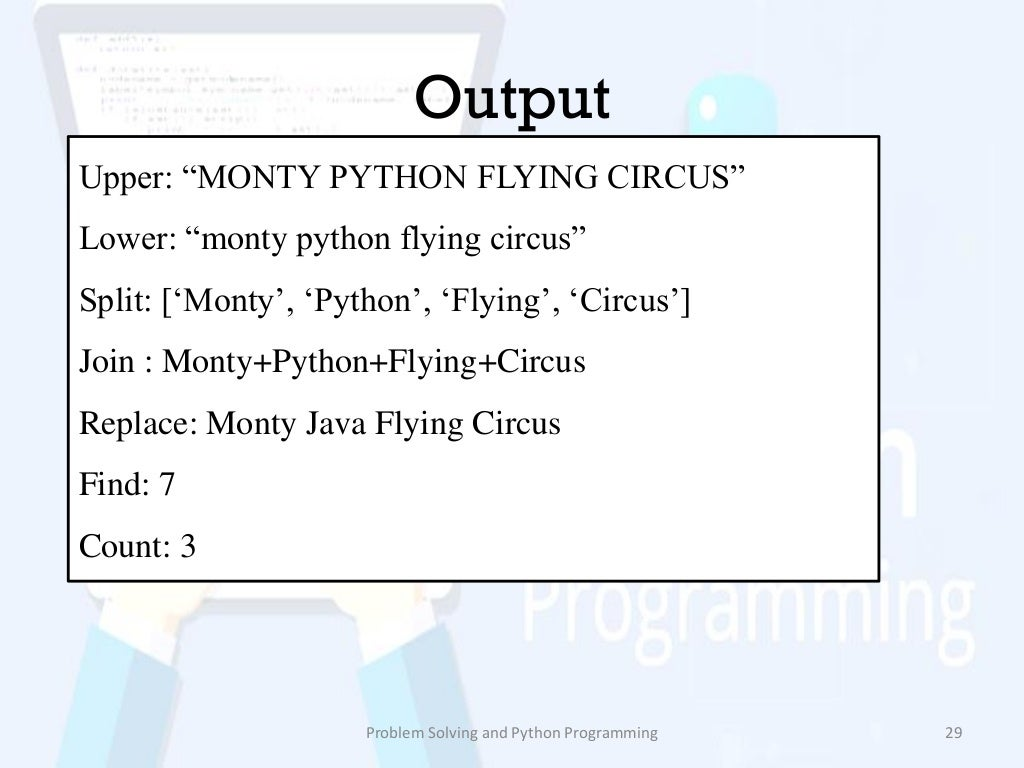 Output
Upper: “MONTY PYTHON FLYING CIRCUS”
Lower: “monty python flying circus”
Split: [‘Monty’, ‘Python’, ‘Flying’, ‘Circus’]
Join : Monty+Python+Flying+Circus
Replace: Monty Java Flying Circus
Find: 7
Count: 3
Programming
Problem Solving and Python Programming
29